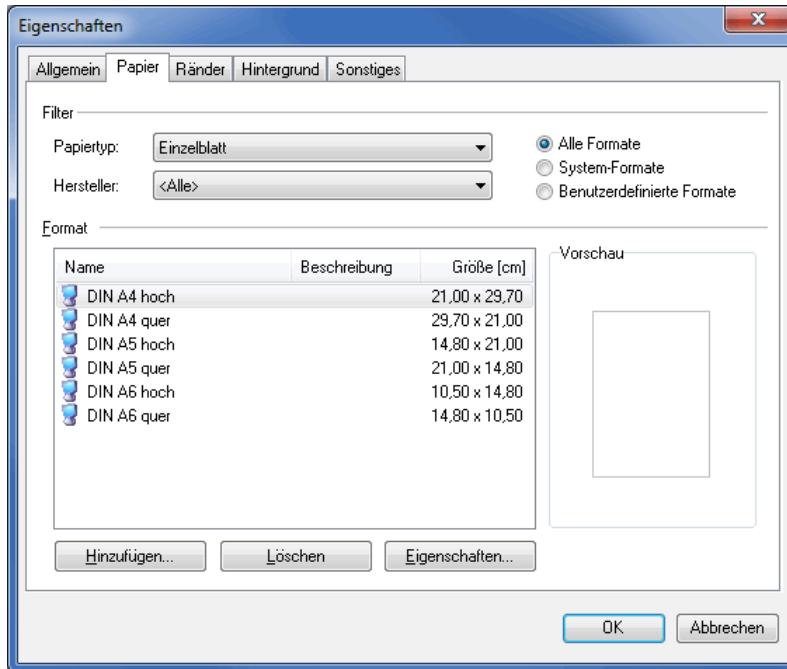 Eigenschaften
Allgemein Papier Ränder Hintergrund Sonstiges
Filter
Papiertyp: Einzelblatt
Alle Formate
System-Formate
Hersteller: <Alle>
Benutzerdefinierte Formate
Format
Name Beschreibung Größe [cm]
Vorschau
DIN A4 hoch 21,00 x 29,70
DIN A4 quer 29,70 x 21,00
DIN A5 hoch 14,80 x 21,00
DIN A5 quer 21,00 x 14,80
DIN A6 hoch 10,50 x 14,80
DIN A6 quer 14,80 x 10,50
Hinzufügen... Löschen Eigenschaften...
OK Abbrechen